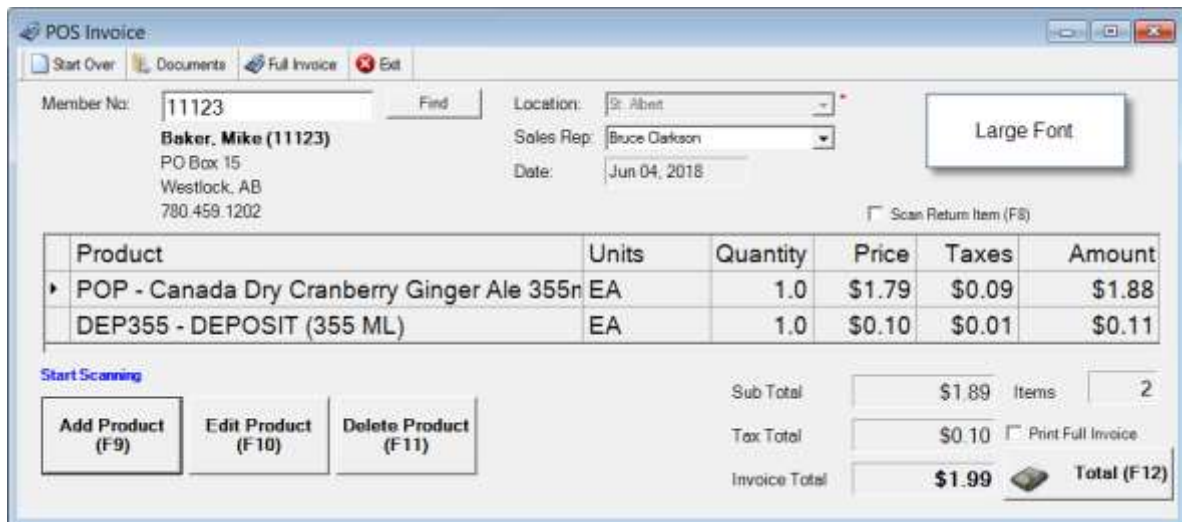 POS Invoice
Start Over Documents Full Invoice Exit
Member No: 11123 Find Location: St. Albert * Large Font
Baker, Mike (11123) Sales Rep: Bruce Clarkson
PO Box 15 Date: Jun 04, 2018
Westlock, AB
780.459.1202 Scan Return Item (F8)
Product Units Quantity Price Taxes Amount
POP - Canada Dry Cranberry Ginger Ale 355m EA 1.0 $1.79 $0.09 $1.88
DEP355 - DEPOSIT (355 ML) EA 1.0 $0.10 $0.01 $0.11
Start Scanning
Sub Total $1.89 Items 2
Add Product (F9) Edit Product (F10) Delete Product (F11)
Tax Total $0.10 Print Full Invoice
Invoice Total $1.99 Total (F12)